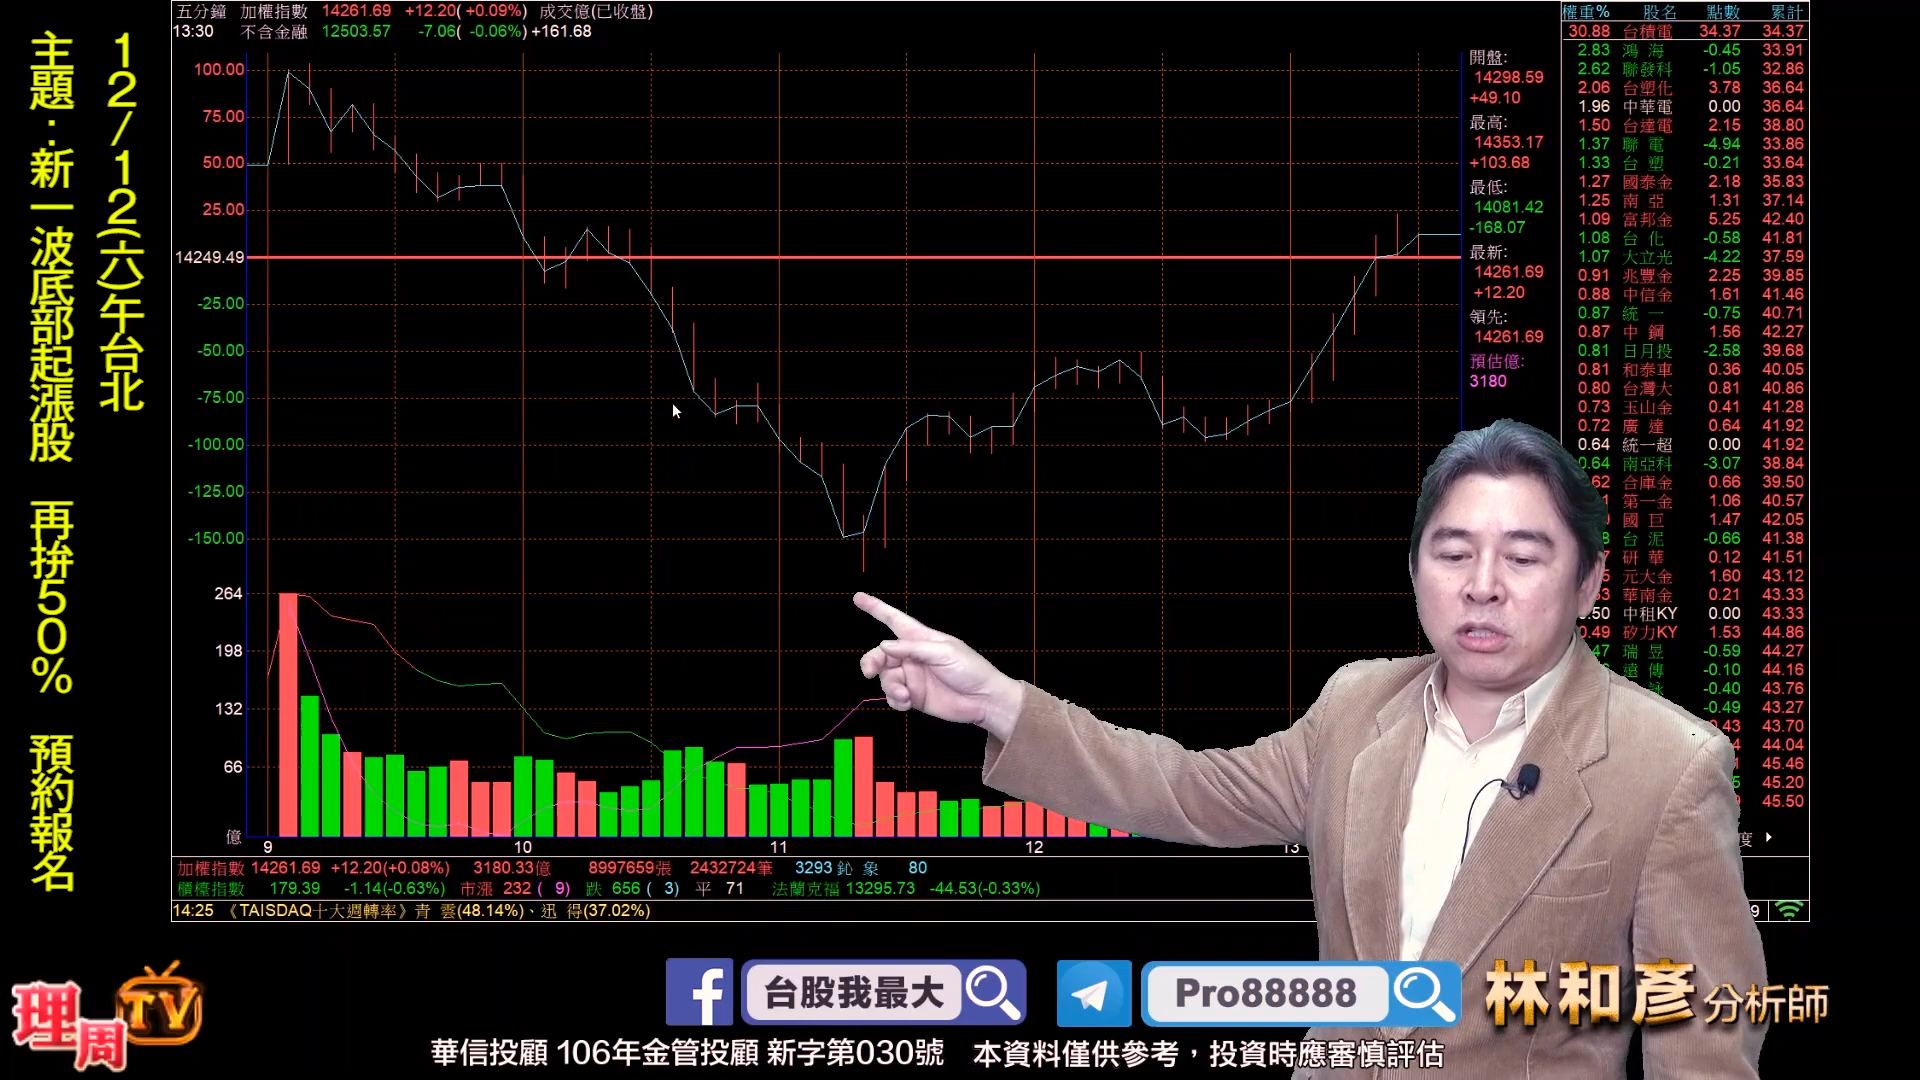 12/12(六)午台北
主題:新一波底部起漲股 再拚50% 預約報名
五分鐘 加權指數 14261.69 +12.20( +0.09%) 成交億(已收盤)
13:30 不含金融 12503.57 -7.06( -0.06%) +161.68
100.00
75.00
50.00
25.00
14249.49
-25.00
-50.00
-75.00
-100.00
-125.00
-150.00
264
198
132
66
億
9 10 11 12 13
開盤:
14298.59
+49.10
最高:
14353.17
+103.68
最低:
14081.42
-168.07
最新:
14261.69
+12.20
領先:
14261.69
預估億:
3180
權重% 股名 點數 累計
30.88 台積電 34.37 34.37
2.83 鴻海 -0.45 33.91
2.62 聯發科 -1.05 32.86
2.06 台塑化 3.78 36.64
1.96 中華電 0.00 36.64
1.50 台達電 2.15 38.80
1.37 聯電 -4.94 33.86
1.33 台塑 -0.21 33.64
1.27 國泰金 2.18 35.83
1.25 南亞 1.31 37.14
1.09 富邦金 5.25 42.40
1.08 台化 -0.58 41.81
1.07 大立光 -4.22 37.59
0.91 兆豐金 2.25 39.85
0.88 中信金 1.61 41.46
0.87 統一 -0.75 40.71
0.87 中鋼 1.56 42.27
0.81 日月投 -2.58 39.68
0.81 和泰車 0.36 40.05
0.80 台灣大 0.81 40.86
0.73 玉山金 0.41 41.28
0.72 廣達 0.64 41.92
0.64 統一超 0.00 41.92
0.64 南亞科 -3.07 38.84
合庫金 0.66 39.50
第一金 1.06 40.57
國巨 1.47 42.05
台泥 -0.66 41.38
研華 0.12 41.51
元大金 1.60 43.12
華南金 0.21 43.33
中租KY 0.00 43.33
0.49 矽力KY 1.53 44.86
瑞昱 -0.59 44.27
遠傳 -0.10 44.16
-0.40 43.76
-0.49 43.27
43.70
44.04
45.46
45.20
45.50
加權指數 14261.69 +12.20(+0.08%) 3180.33億 8997659張 2432724筆 3293 鈊象 80
櫃檯指數 179.39 -1.14(-0.63%) 市漲 232 ( 9) 跌 656 ( 3) 平 71 法蘭克福 13295.73 -44.53(-0.33%)
14:25 《TAISDAQ十大週轉率》青雲(48.14%)、迅得(37.02%)
理周TV
台股我最大
Pro88888
林和彥分析師
華信投顧 106年金管投顧 新字第030號 本資料僅供參考,投資時應審慎評估